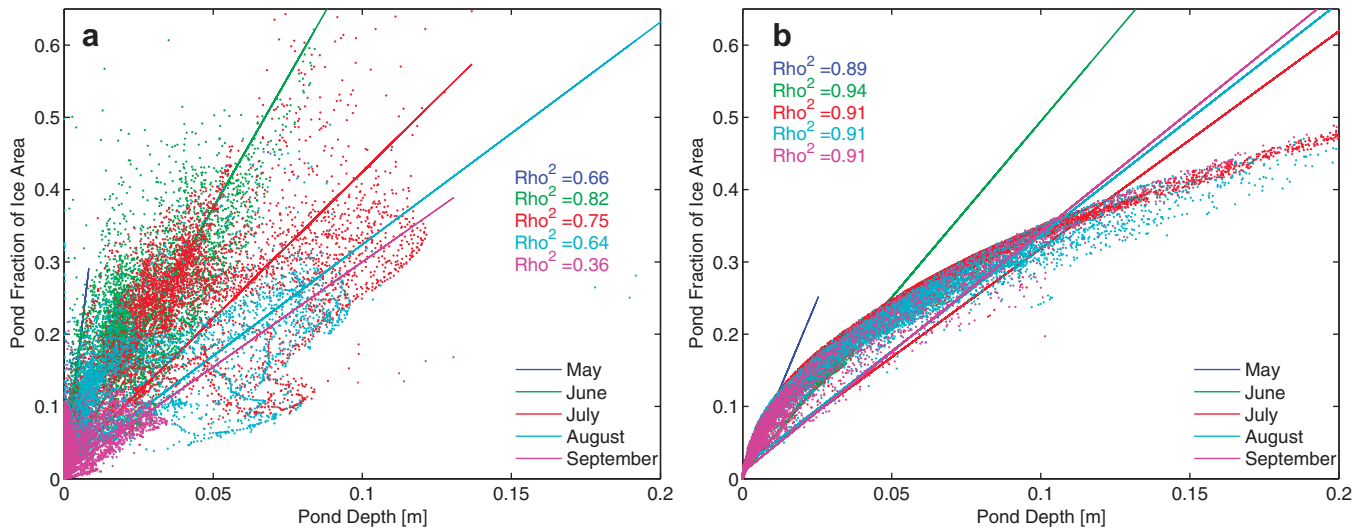 a
Rho² =0.66
Rho² =0.82
Rho² =0.75
Rho² =0.64
Rho² =0.36
May
June
July
August
September
0
0.1
0.2
0.3
0.4
0.5
0.6
0
0.05
0.1
0.15
0.2
Pond Fraction of Ice Area
Pond Depth [m]
b
Rho² =0.89
Rho² =0.94
Rho² =0.91
Rho² =0.91
Rho² =0.91
May
June
July
August
September
0
0.1
0.2
0.3
0.4
0.5
0.6
0
0.05
0.1
0.15
0.2
Pond Fraction of Ice Area
Pond Depth [m]